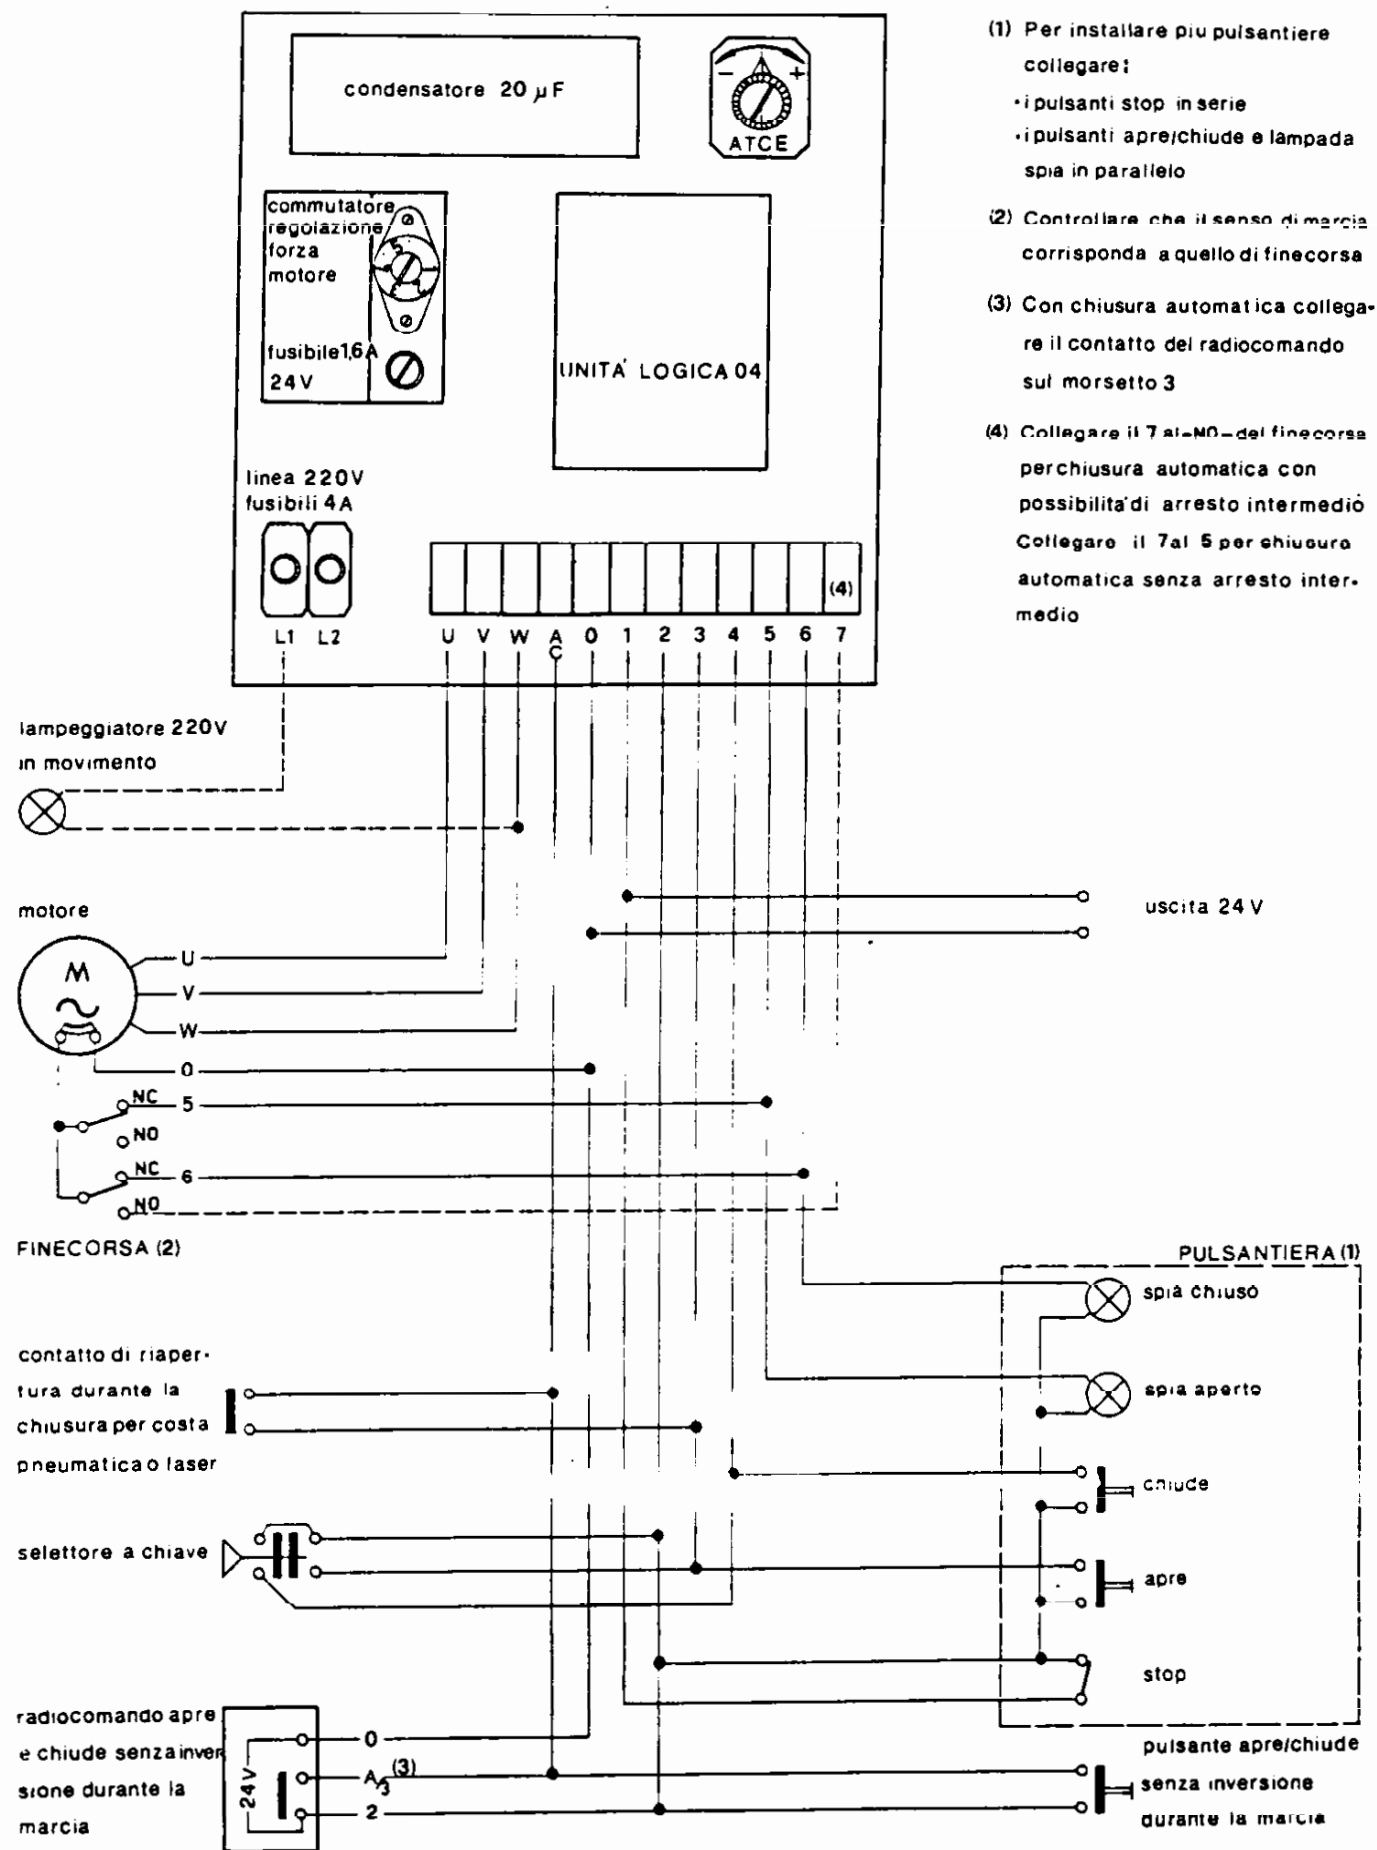 condensatore 20 µF
- +
ATCE
commutatore
regolazione
forza
motore
fusibile 1,6A
24V
UNITA' LOGICA 04
linea 220V
fusibili 4A
(4)
L1 L2 U V W AC 0 1 2 3 4 5 6 7
(1) Per installare piu pulsantiere
collegare:
·i pulsanti stop in serie
·i pulsanti apre/chiude e lampada
spia in parallelo
(2) Controllare che il senso di marcia
corrisponda a quello di finecorsa
(3) Con chiusura automatica collega-
re il contatto del radiocomando
sul morsetto 3
(4) Collegare il 7 al-NO-del finecorsa
per chiusura automatica con
possibilita' di arresto intermedio
Collegare il 7 al 5 per chiusura
automatica senza arresto inter-
medio
lampeggiatore 220V
in movimento
uscita 24 V
motore
M
U
V
W
0
NC 5
NO
NC 6
NO
FINECORSA (2)
PULSANTIERA (1)
spia chiuso
spia aperto
chiude
apre
stop
contatto di riaper-
tura durante la
chiusura per costa
pneumatica o laser
selettore a chiave
radiocomando apre
e chiude senza inver
sione durante la
marcia
24V
0
A/3 (3)
2
pulsante apre/chiude
senza inversione
durante la marcia